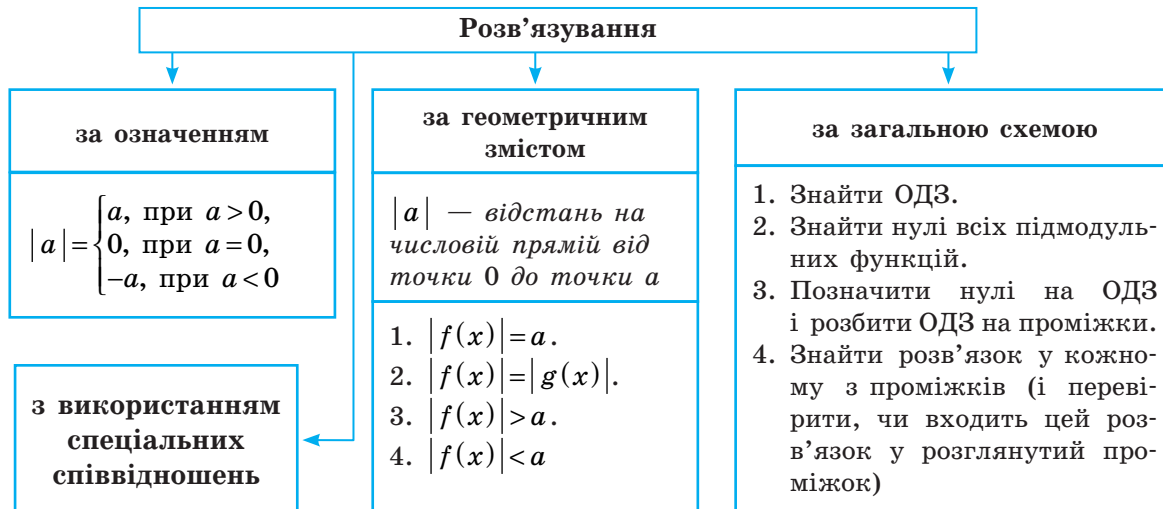 Розв’язування
за означенням
|a| = { a, при a > 0,
0, при a = 0,
−a, при a < 0
з використанням
спеціальних
співвідношень
за геометричним
змістом
|a| — відстань на
числовій прямій від
точки 0 до точки a
1. |f(x)| = a.
2. |f(x)| = |g(x)|.
3. |f(x)| > a.
4. |f(x)| < a
за загальною схемою
1. Знайти ОДЗ.
2. Знайти нулі всіх підмодуль-
них функцій.
3. Позначити нулі на ОДЗ
і розбити ОДЗ на проміжки.
4. Знайти розв’язок у кожно-
му з проміжків (і переві-
рити, чи входить цей роз-
в’язок у розглянутий про-
міжок)